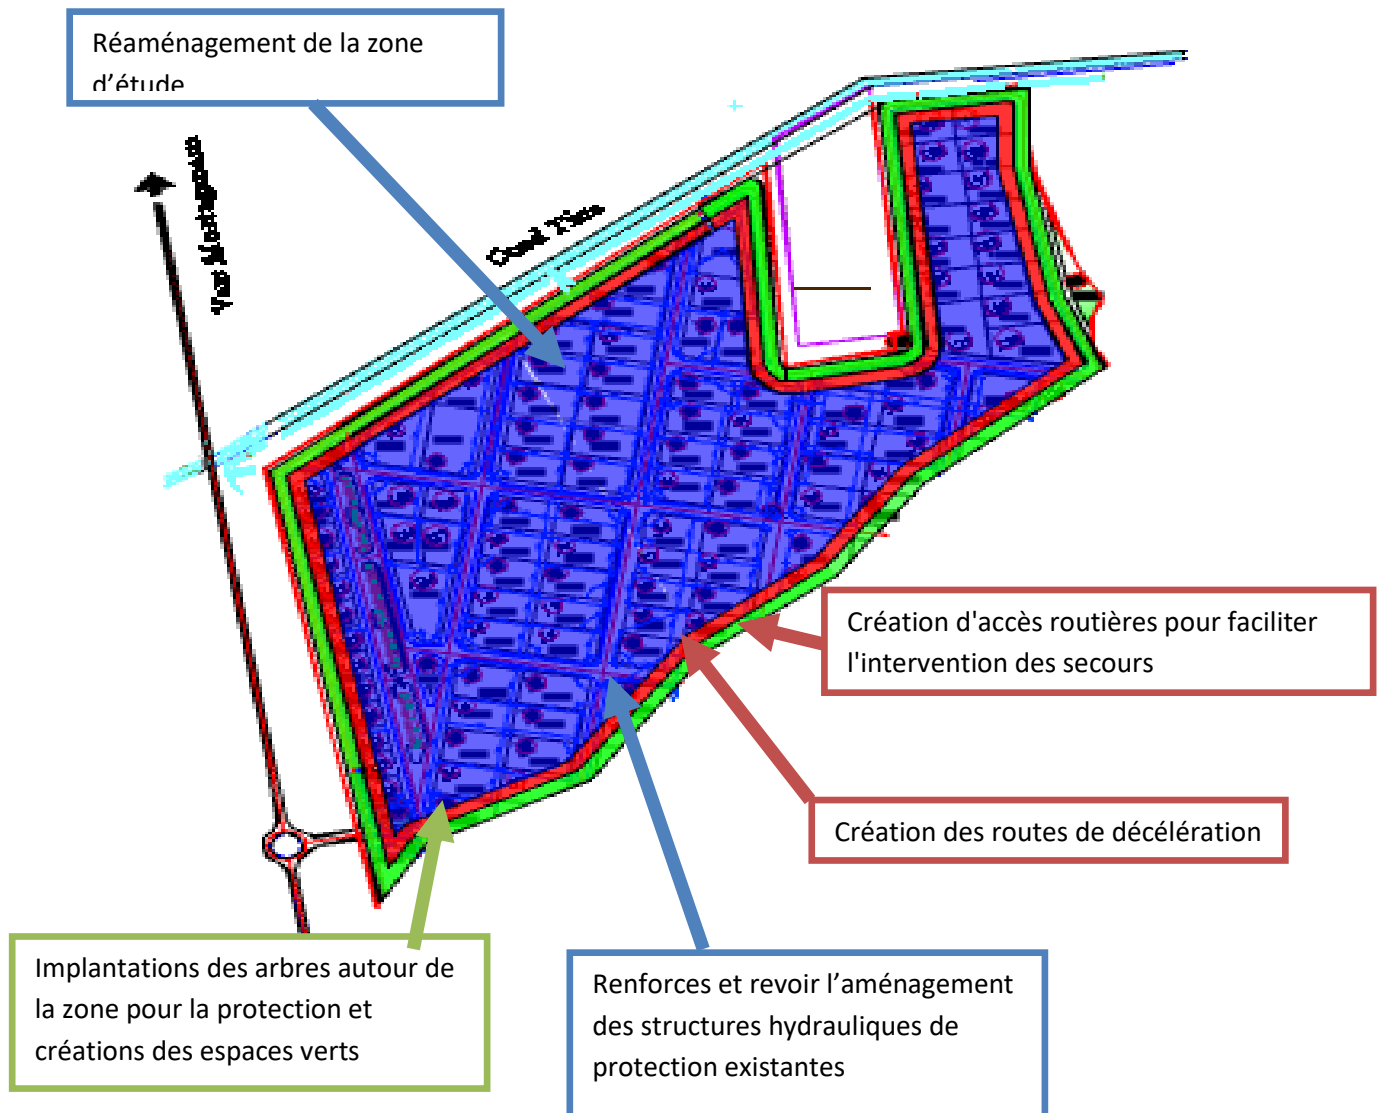 Réaménagement de la zone
d’étude
Création d'accès routières pour faciliter
l'intervention des secours
Création des routes de décélération
Implantations des arbres autour de
la zone pour la protection et
créations des espaces verts
Renforces et revoir l’aménagement
des structures hydrauliques de
protection existantes